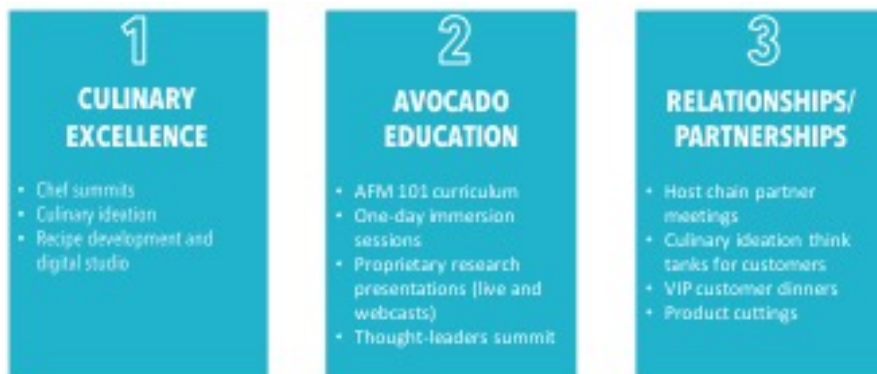 1
CULINARY
EXCELLENCE
• Chef summits
• Culinary ideation
• Recipe development and
digital studio
2
AVOCADO
EDUCATION
• AFM 101 curriculum
• One-day immersion
sessions
• Proprietary research
presentations (live and
webcasts)
• Thought-leaders summit
3
RELATIONSHIPS/
PARTNERSHIPS
• Host chain partner
meetings
• Culinary ideation think
tanks for customers
• VIP customer dinners
• Product cuttings